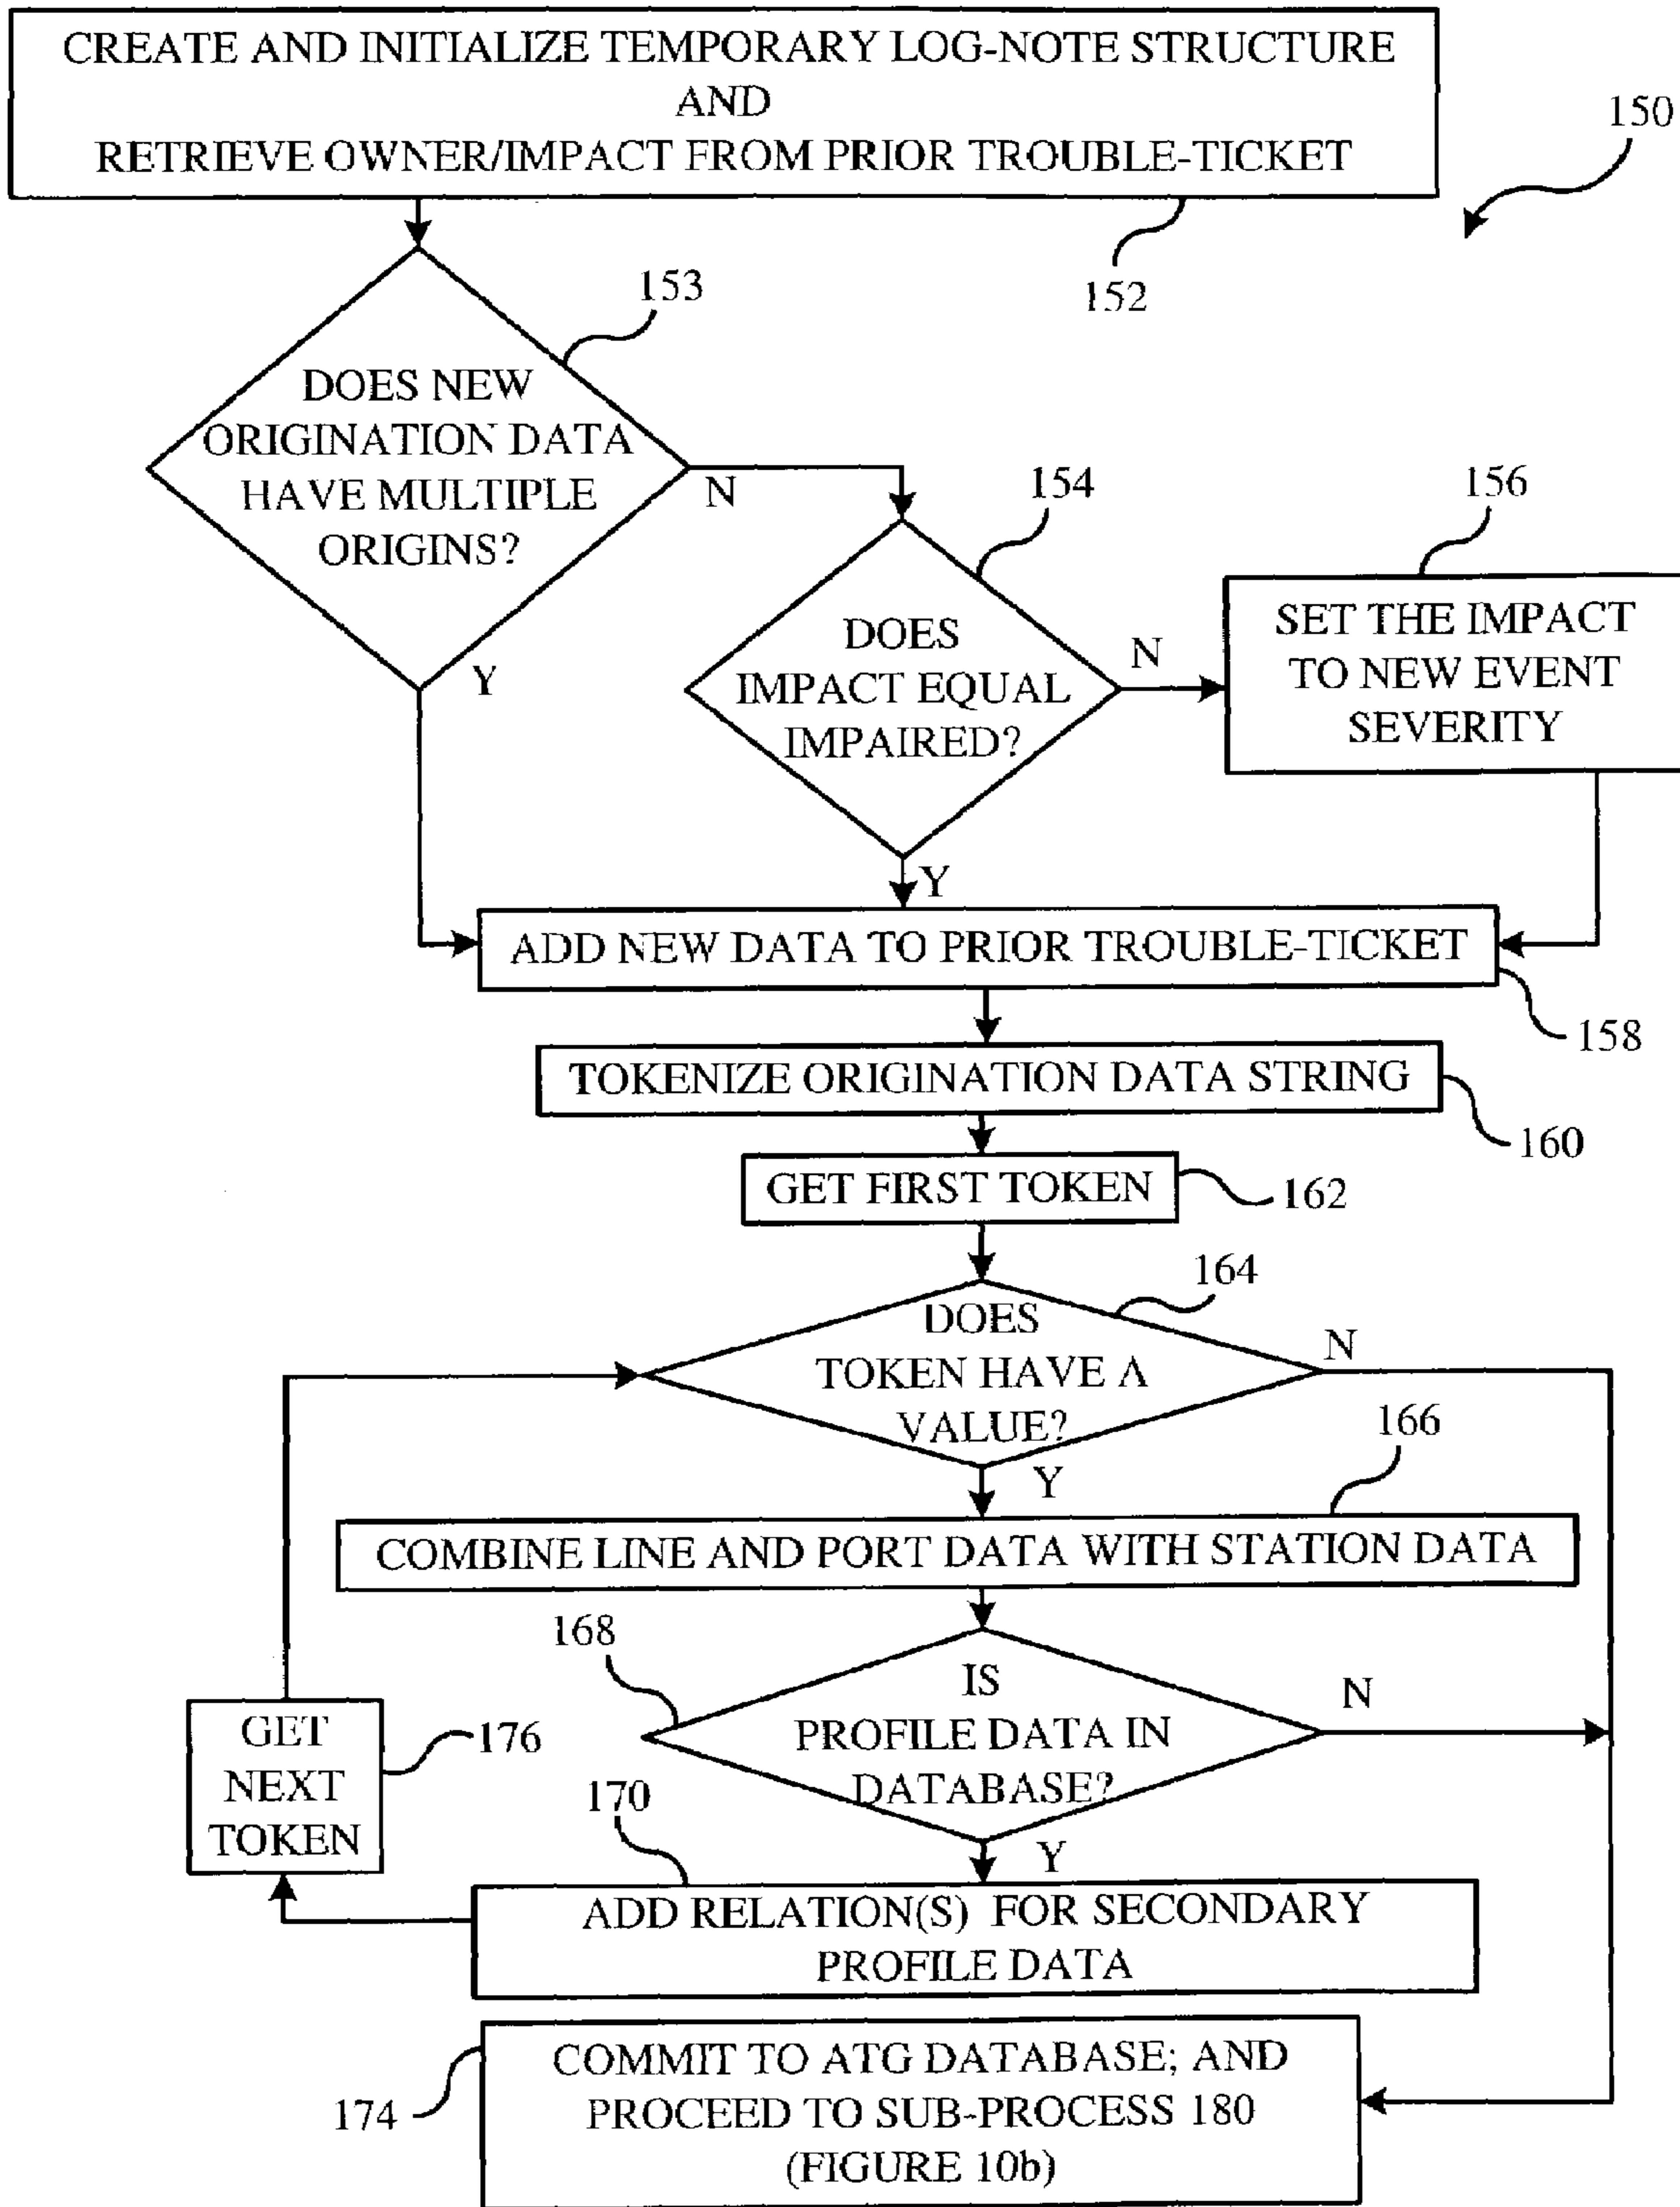 CREATE AND INITIALIZE TEMPORARY LOG-NOTE STRUCTURE
AND
RETRIEVE OWNER/IMPACT FROM PRIOR TROUBLE-TICKET
150
152
153
DOES NEW
ORIGINATION DATA
HAVE MULTIPLE
ORIGINS?
N
Y
154
DOES
IMPACT EQUAL
IMPAIRED?
N
Y
156
SET THE IMPACT
TO NEW EVENT
SEVERITY
ADD NEW DATA TO PRIOR TROUBLE-TICKET
158
TOKENIZE ORIGINATION DATA STRING
160
GET FIRST TOKEN
162
164
DOES
TOKEN HAVE A
VALUE?
N
Y
166
COMBINE LINE AND PORT DATA WITH STATION DATA
168
IS
PROFILE DATA IN
DATABASE?
N
Y
GET
NEXT
TOKEN
176
170
ADD RELATION(S) FOR SECONDARY
PROFILE DATA
COMMIT TO ATG DATABASE; AND
PROCEED TO SUB-PROCESS 180
(FIGURE 10b)
174